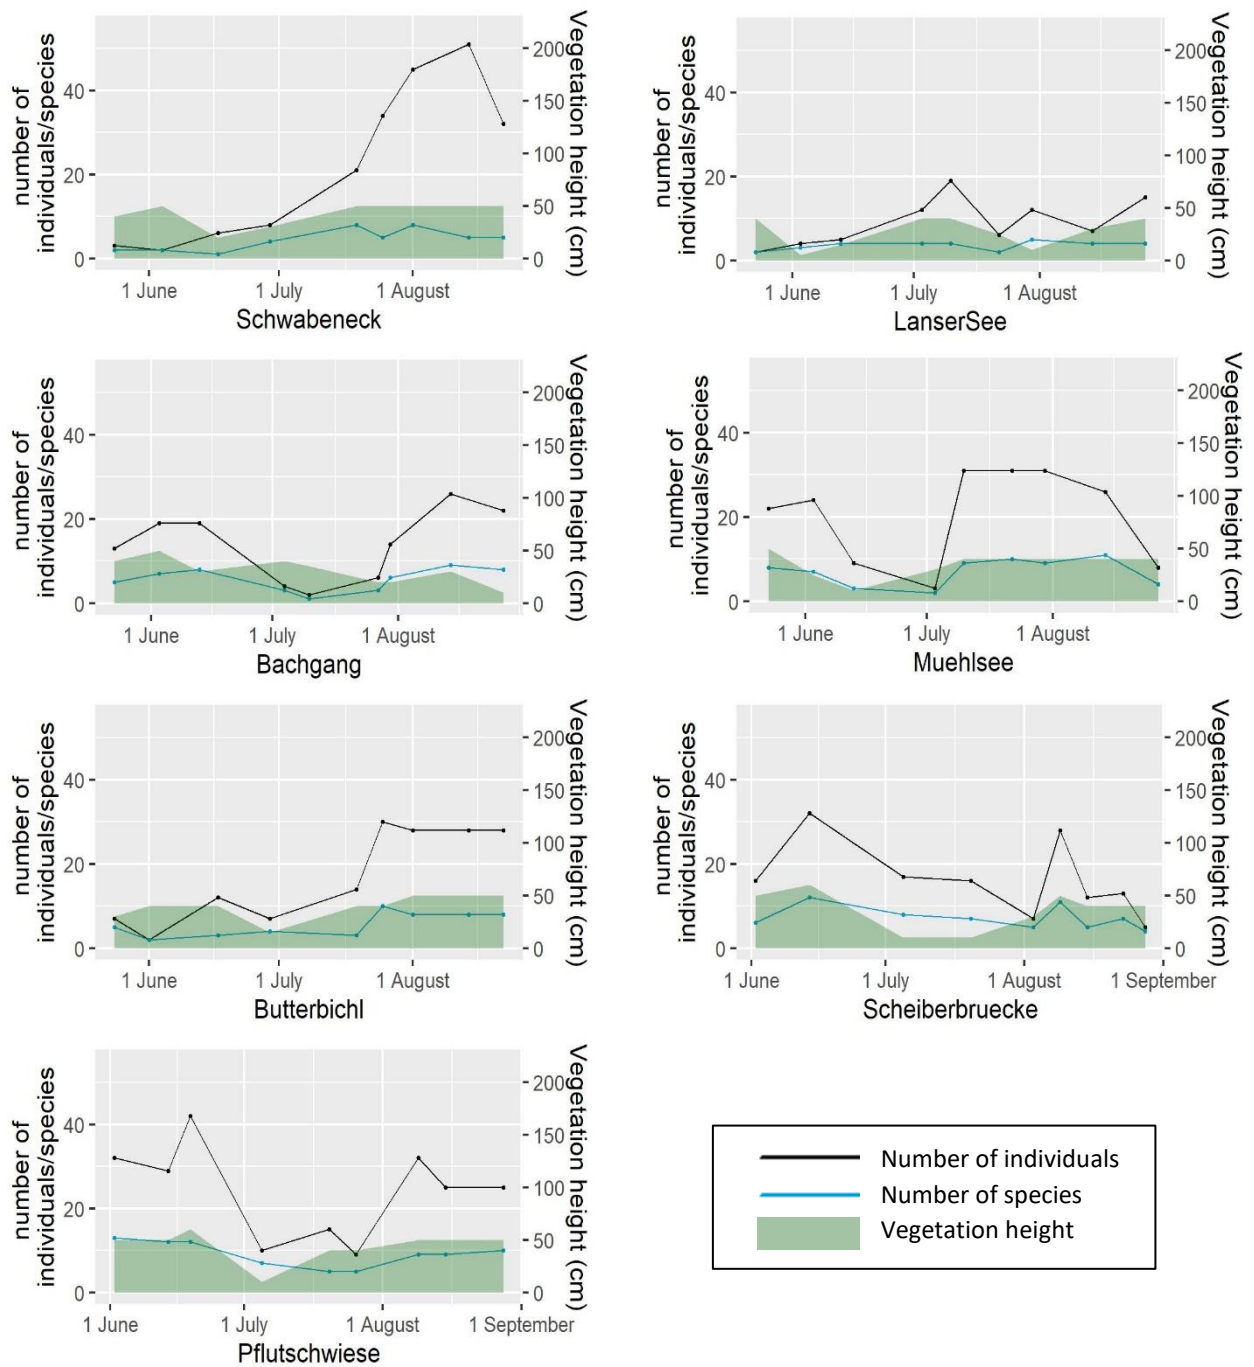 number of
individuals/species
40
20
0
200
150
100
50
0
Vegetation height (cm)
1 June
1 July
1 August
Schwabeneck
number of
individuals/species
40
20
0
200
150
100
50
0
Vegetation height (cm)
1 June
1 July
1 August
LanserSee
number of
individuals/species
40
20
0
200
150
100
50
0
Vegetation height (cm)
1 June
1 July
1 August
Bachgang
number of
individuals/species
40
20
0
200
150
100
50
0
Vegetation height (cm)
1 June
1 July
1 August
Muehlsee
number of
individuals/species
40
20
0
200
150
100
50
0
Vegetation height (cm)
1 June
1 July
1 August
Butterbichl
number of
individuals/species
40
20
0
200
150
100
50
0
Vegetation height (cm)
1 June
1 July
1 August
1 September
Scheiberbruecke
number of
individuals/species
40
20
0
200
150
100
50
0
Vegetation height (cm)
1 June
1 July
1 August
1 September
Pflutschwiese
Number of individuals
Number of species
Vegetation height